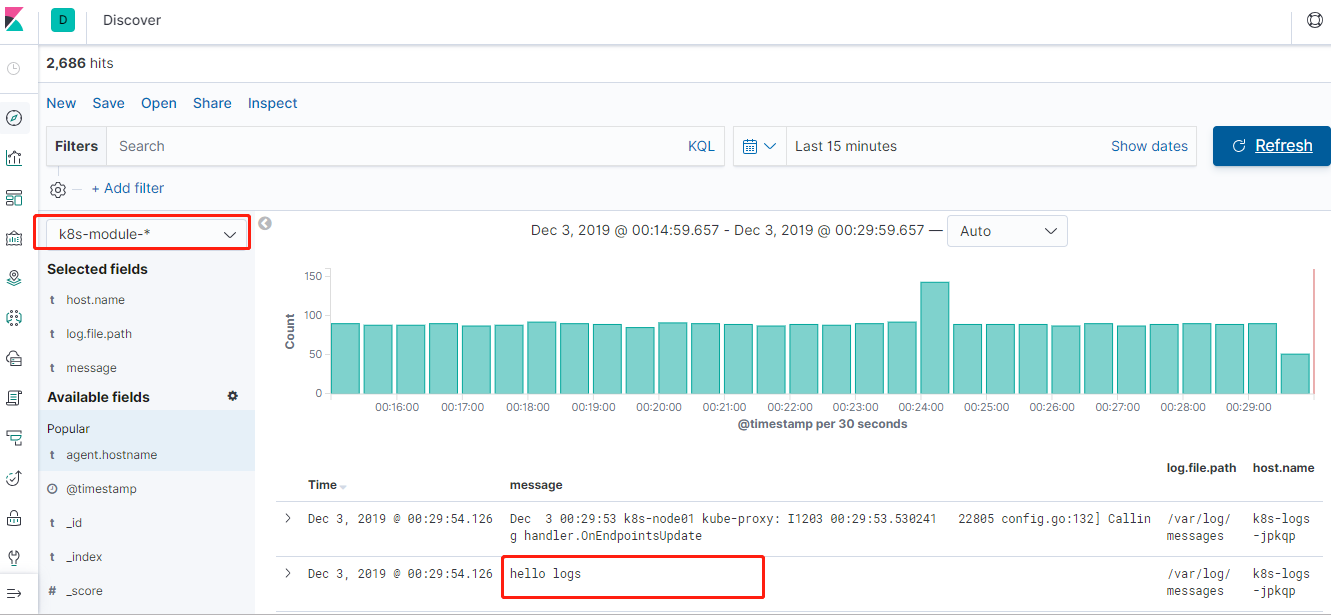 D Discover
2,686 hits
New Save Open Share Inspect
Filters Search KQL Last 15 minutes Show dates Refresh
+ Add filter
k8s-module-*
Selected fields
t host.name
t log.file.path
t message
Available fields
Popular
t agent.hostname
@timestamp
t _id
t _index
# _score
Dec 3, 2019 @ 00:14:59.657 - Dec 3, 2019 @ 00:29:59.657 — Auto
Count
150
100
50
0
00:16:00 00:17:00 00:18:00 00:19:00 00:20:00 00:21:00 00:22:00 00:23:00 00:24:00 00:25:00 00:26:00 00:27:00 00:28:00 00:29:00
@timestamp per 30 seconds
Time message log.file.path host.name
Dec 3, 2019 @ 00:29:54.126 Dec  3 00:29:53 k8s-node01 kube-proxy: I1203 00:29:53.530241   22805 config.go:132] Callin /var/log/ k8s-logs
g handler.OnEndpointsUpdate messages -jpkqp
Dec 3, 2019 @ 00:29:54.126 hello logs /var/log/ k8s-logs
messages -jpkqp